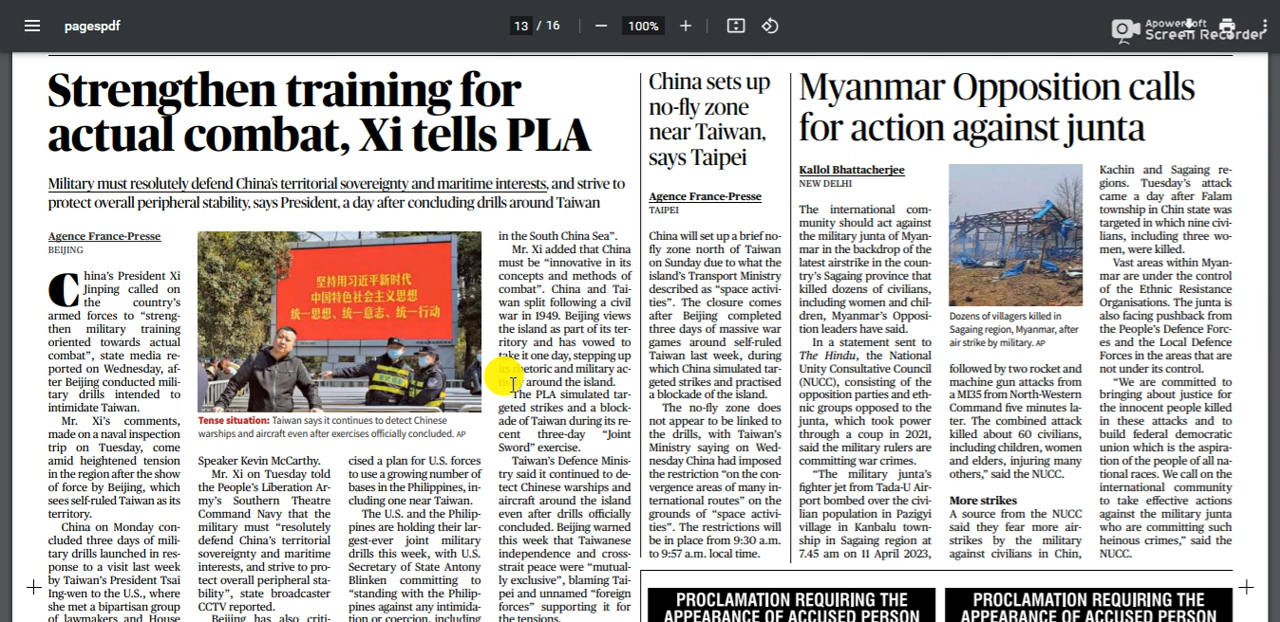 pagespdf
13 / 16
100%
Apowersoft
Screen Recorder
Strengthen training for
actual combat, Xi tells PLA
Military must resolutely defend China's territorial sovereignty and maritime interests, and strive to
protect overall peripheral stability, says President, a day after concluding drills around Taiwan
Agence France-Presse
BEIJING
China's President Xi
Jinping called on
the country's
armed forces to "streng-
then military training
oriented towards actual
combat", state media re-
ported on Wednesday, af-
ter Beijing conducted mili-
tary drills intended to
intimidate Taiwan.
Mr. Xi's comments,
made on a naval inspection
trip on Tuesday, come
amid heightened tension
in the region after the show
of force by Beijing, which
sees self-ruled Taiwan as its
territory.
China on Monday con-
cluded three days of mili-
tary drills launched in res-
ponse to a visit last week
by Taiwan's President Tsai
Ing-wen to the U.S., where
she met a bipartisan group
of lawmakers and House
坚持用习近平新时代
中国特色社会主义思想
统一思想、统一意志、统一行动
Tense situation: Taiwan says it continues to detect Chinese
warships and aircraft even after exercises officially concluded. AP
Speaker Kevin McCarthy.
Mr. Xi on Tuesday told
the People's Liberation Ar-
my's Southern Theatre
Command Navy that the
military must "resolutely
defend China's territorial
sovereignty and maritime
interests, and strive to pro-
tect overall peripheral sta-
bility", state broadcaster
CCTV reported.
Beijing has also criti-
cised a plan for U.S. forces
to use a growing number of
bases in the Philippines, in-
cluding one near Taiwan.
The U.S. and the Philip-
pines are holding their lar-
gest-ever joint military
drills this week, with U.S.
Secretary of State Antony
Blinken committing to
"standing with the Philip-
pines against any intimida-
tion or coercion, including
in the South China Sea".
Mr. Xi added that China
must be "innovative in its
concepts and methods of
combat". China and Tai-
wan split following a civil
war in 1949. Beijing views
the island as part of its ter-
ritory and has vowed to
take it one day, stepping up
its rhetoric and military ac-
tivity around the island.
The PLA simulated tar-
geted strikes and a block-
ade of Taiwan during its re-
cent three-day "Joint
Sword" exercise.
Taiwan's Defence Minis-
try said it continued to de-
tect Chinese warships and
aircraft around the island
even after drills officially
concluded. Beijing warned
this week that Taiwanese
independence and cross-
strait peace were "mutual-
ly exclusive", blaming Tai-
pei and unnamed "foreign
forces" supporting it for
the tensions.
China sets up
no-fly zone
near Taiwan,
says Taipei
Agence France-Presse
TAIPEI
China will set up a brief no-
fly zone north of Taiwan
on Sunday due to what the
island's Transport Ministry
described as "space activi-
ties". The closure comes
after Beijing completed
three days of massive war
games around self-ruled
Taiwan last week, during
which China simulated tar-
geted strikes and practised
a blockade of the island.
The no-fly zone does
not appear to be linked to
the drills, with Taiwan's
Ministry saying on Wed-
nesday China had imposed
the restriction "on the con-
vergence areas of many in-
ternational routes" on the
grounds of "space activi-
ties". The restrictions will
be in place from 9:30 a.m.
to 9:57 a.m. local time.
Myanmar Opposition calls
for action against junta
Kallol Bhattacherjee
NEW DELHI
The international com-
munity should act against
the military junta of Myan-
mar in the backdrop of the
latest airstrike in the coun-
try's Sagaing province that
killed dozens of civilians,
including women and chil-
dren, Myanmar's Opposi-
tion leaders have said.
In a statement sent to
The Hindu, the National
Unity Consultative Council
(NUCC), consisting of the
opposition parties and eth-
nic groups opposed to the
junta, which took power
through a coup in 2021,
said the military rulers are
committing war crimes.
"The military junta's
fighter jet from Tada-U Air-
port bombed over the civi-
lian population in Pazigyi
village in Kanbalu town-
ship in Sagaing region at
7.45 am on 11 April 2023,
Dozens of villagers killed in
Sagaing region, Myanmar, after
air strike by military. AP
followed by two rocket and
machine gun attacks from
a MI35 from North-Western
Command five minutes la-
ter. The combined attack
killed about 60 civilians,
including children, women
and elders, injuring many
others," said the NUCC.
More strikes
A source from the NUCC
said they fear more air-
strikes by the military
against civilians in Chin,
Kachin and Sagaing re-
gions. Tuesday's attack
came a day after Falam
township in Chin state was
targeted in which nine civi-
lians, including three wo-
men, were killed.
Vast areas within Myan-
mar are under the control
of the Ethnic Resistance
Organisations. The junta is
also facing pushback from
the People's Defence Forc-
es and the Local Defence
Forces in the areas that are
not under its control.
"We are committed to
bringing about justice for
the innocent people killed
in these attacks and to
build federal democratic
union which is the aspira-
tion of the people of all na-
tional races. We call on the
international community
to take effective actions
against the military junta
who are committing such
heinous crimes," said the
NUCC.
PROCLAMATION REQUIRING THE
APPEARANCE OF ACCUSED PERSON
PROCLAMATION REQUIRING THE
APPEARANCE OF ACCUSED PERSON